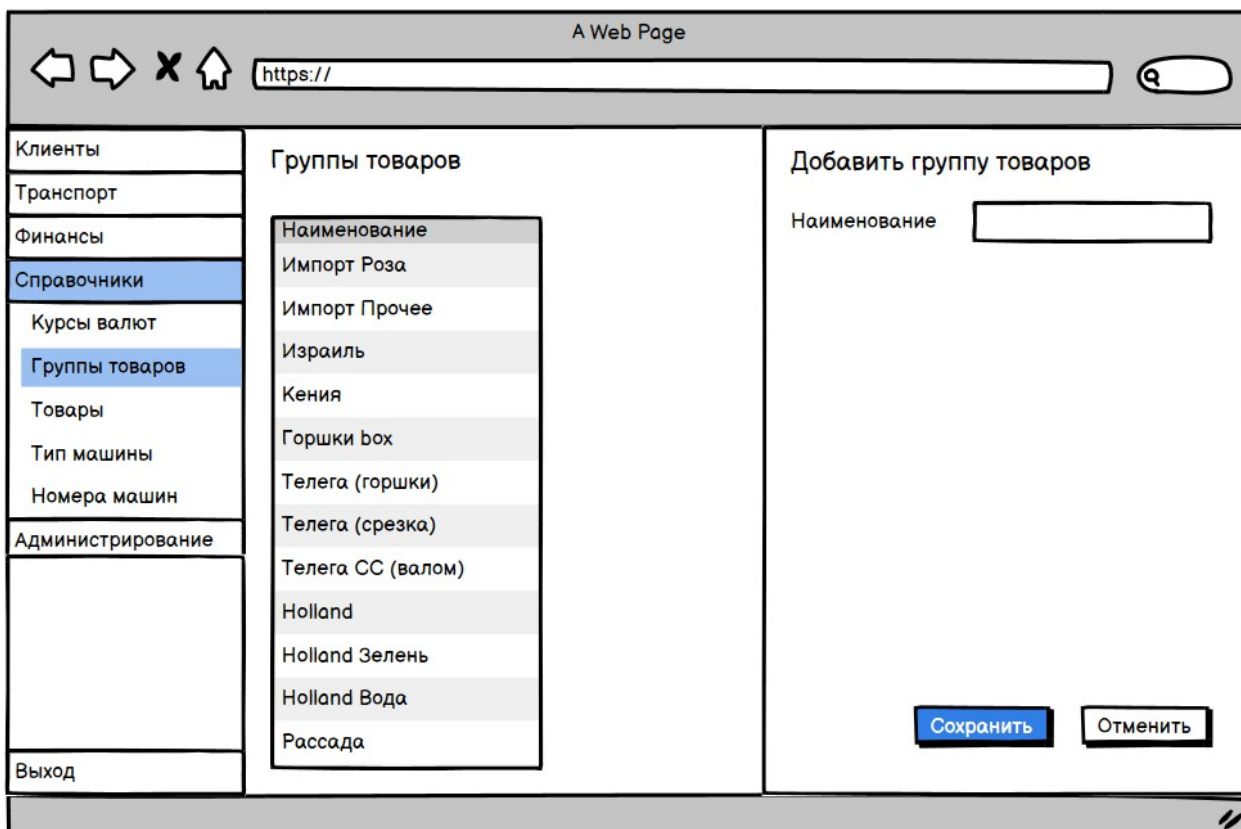 A Web Page
https://
Клиенты
Транспорт
Финансы
Справочники
Курсы валют
Группы товаров
Товары
Тип машины
Номера машин
Администрирование
Выход
Группы товаров
Наименование
Импорт Роза
Импорт Прочее
Израиль
Кения
Горшки box
Телега (горшки)
Телега (срезка)
Телега СС (валом)
Holland
Holland Зелень
Holland Вода
Рассада
Добавить группу товаров
Наименование
Сохранить
Отменить